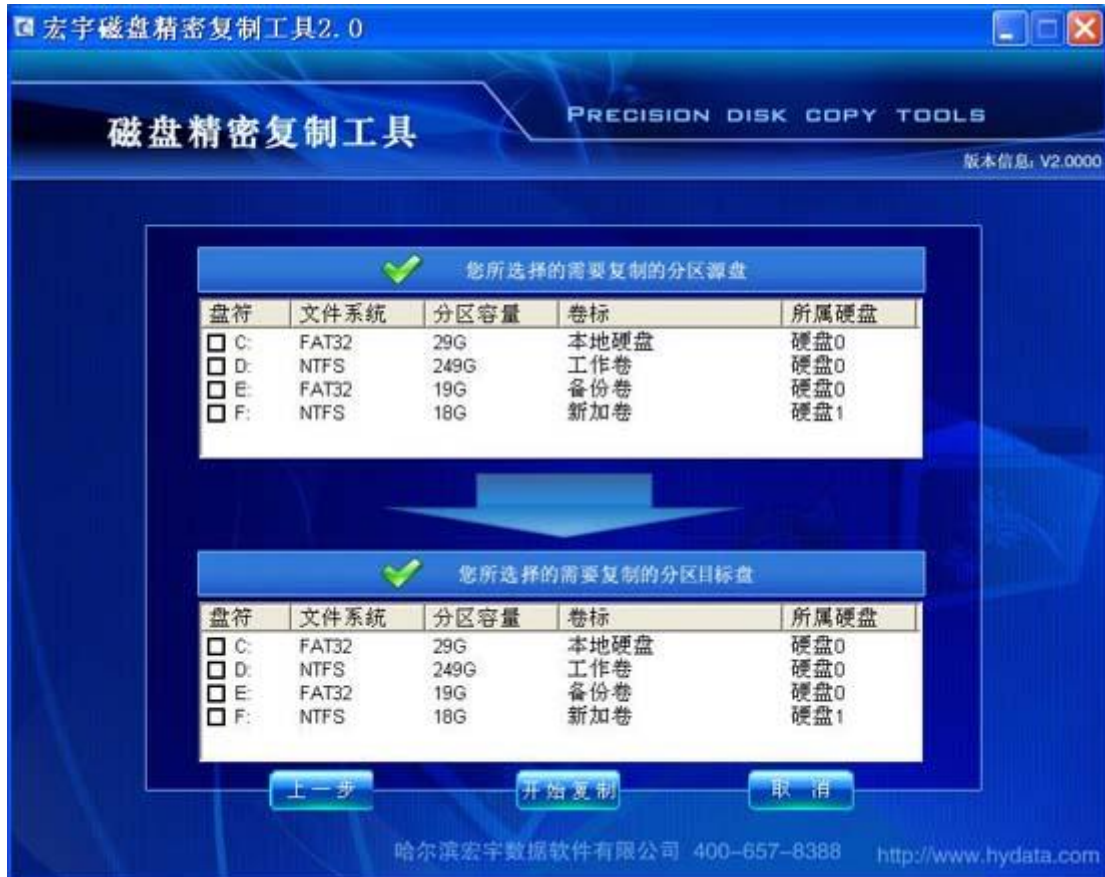 宏宇磁盘精密复制工具2.0
磁盘精密复制工具
PRECISION DISK COPY TOOLS
版本信息: V2.0000
您所选择的需要复制的分区源盘
盘符 文件系统 分区容量 卷标 所属硬盘
C: FAT32 29G 本地硬盘 硬盘0
D: NTFS 249G 工作卷 硬盘0
E: FAT32 19G 备份卷 硬盘0
F: NTFS 18G 新加卷 硬盘1
您所选择的需要复制的分区目标盘
盘符 文件系统 分区容量 卷标 所属硬盘
C: FAT32 29G 本地硬盘 硬盘0
D: NTFS 249G 工作卷 硬盘0
E: FAT32 19G 备份卷 硬盘0
F: NTFS 18G 新加卷 硬盘1
上一步 开始复制 取消
哈尔滨宏宇数据软件有限公司 400-657-8388 http://www.hydata.com